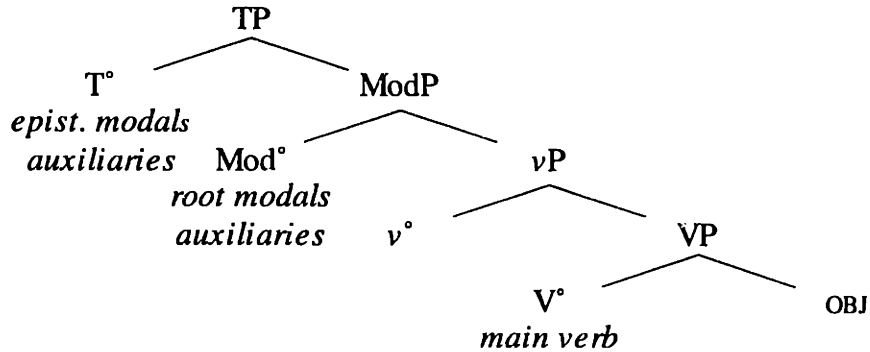 TP
T° ModP
epist. modals
auxiliaries Mod° vP
root modals
auxiliaries v° VP
V° OBJ
main verb